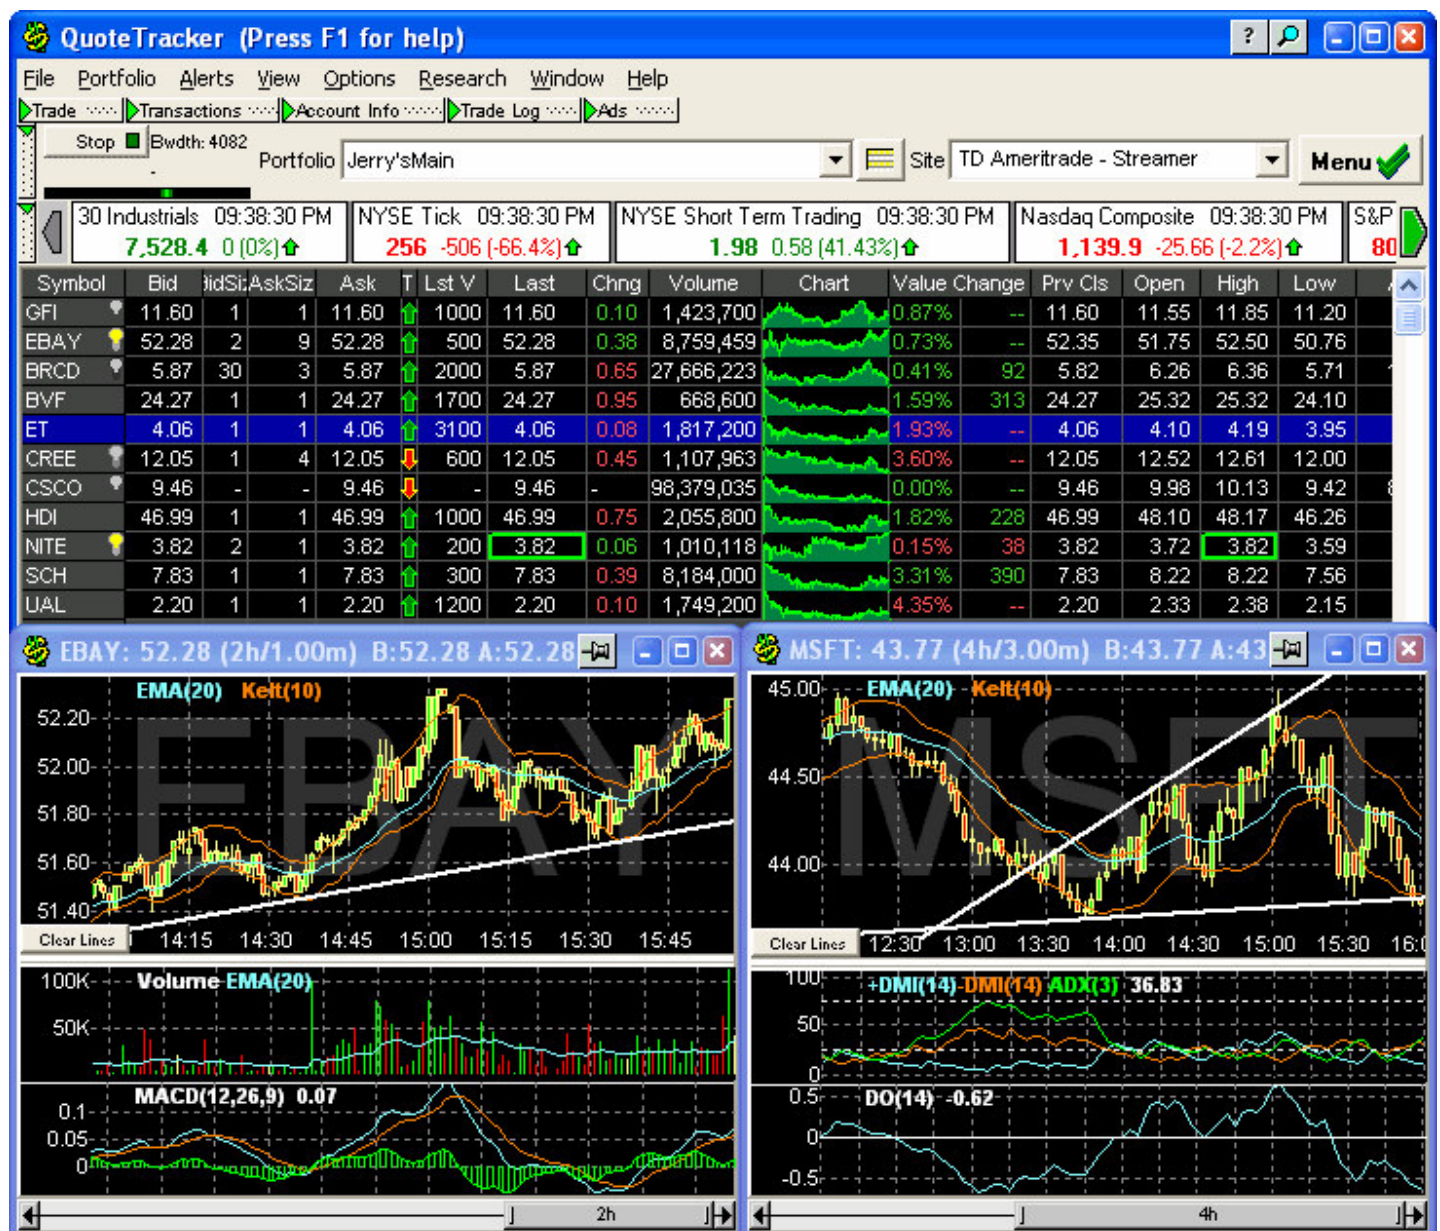 QuoteTracker (Press F1 for help)
File Portfolio Alerts View Options Research Window Help
Trade Transactions Account Info Trade Log Ads
Stop Bwdth: 4082
-
Portfolio Jerry'sMain Site TD Ameritrade - Streamer Menu
30 Industrials 09:38:30 PM NYSE Tick 09:38:30 PM NYSE Short Term Trading 09:38:30 PM Nasdaq Composite 09:38:30 PM S&P
7,528.4 0 (0%) 256 -506 (-66.4%) 1.98 0.58 (41.43%) 1,139.9 -25.66 (-2.2%) 80
Symbol Bid BidSi: AskSiz Ask T Lst V Last Chng Volume Chart Value Change Prv Cls Open High Low
GFI 11.60 1 1 11.60 1000 11.60 0.10 1,423,700 0.87% -- 11.60 11.55 11.85 11.20
EBAY 52.28 2 9 52.28 500 52.28 0.38 8,759,459 0.73% -- 52.35 51.75 52.50 50.76
BRCD 5.87 30 3 5.87 2000 5.87 0.65 27,666,223 0.41% 92 5.82 6.26 6.36 5.71
BVF 24.27 1 1 24.27 1700 24.27 0.95 668,600 1.59% 313 24.27 25.32 25.32 24.10
ET 4.06 1 1 4.06 3100 4.06 0.08 1,817,200 1.93% -- 4.06 4.10 4.19 3.95
CREE 12.05 1 4 12.05 600 12.05 0.45 1,107,963 3.60% -- 12.05 12.52 12.61 12.00
CSCO 9.46 - - 9.46 - 9.46 - 98,379,035 0.00% -- 9.46 9.98 10.13 9.42
HDI 46.99 1 1 46.99 1000 46.99 0.75 2,055,800 1.82% 228 46.99 48.10 48.17 46.26
NITE 3.82 2 1 3.82 200 3.82 0.06 1,010,118 0.15% 38 3.82 3.72 3.82 3.59
SCH 7.83 1 1 7.83 300 7.83 0.39 8,184,000 3.31% 390 7.83 8.22 8.22 7.56
UAL 2.20 1 1 2.20 1200 2.20 0.10 1,749,200 4.35% -- 2.20 2.33 2.38 2.15
EBAY: 52.28 (2h/1.00m) B:52.28 A:52.28
EMA(20) Kelt(10)
EBAY
52.20
52.00
51.80
51.60
51.40
Clear Lines 14:15 14:30 14:45 15:00 15:15 15:30 15:45
Volume EMA(20)
100K
50K
MACD(12,26,9) 0.07
0.1
0.05
0
2h
MSFT: 43.77 (4h/3.00m) B:43.77 A:43
EMA(20) Kelt(10)
MSFT
45.00
44.50
44.00
Clear Lines 12:30 13:00 13:30 14:00 14:30 15:00 15:30 16:0
+DMI(14) -DMI(14) ADX(3) 36.83
100
50
0
DO(14) -0.62
0.5
0
-0.5
4h